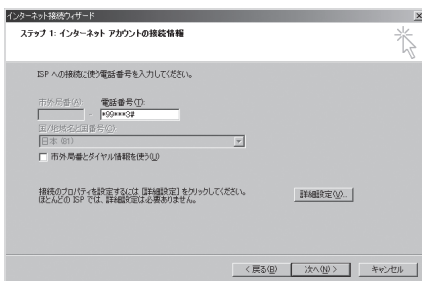 インターネット接続ウィザード
ステップ 1: インターネット アカウントの接続情報
ISP への接続に使う電話番号を入力してください。
市外局番(A): 電話番号(T):
- *99***3#
国/地域名と国番号(O):
日本 (81)
市外局番とダイヤル情報を使う(U)
接続のプロパティを設定するには [詳細設定] をクリックしてください。
ほとんどの ISP では、詳細設定は必要ありません。
詳細設定(V)...
< 戻る(B) 次へ(N) > キャンセル